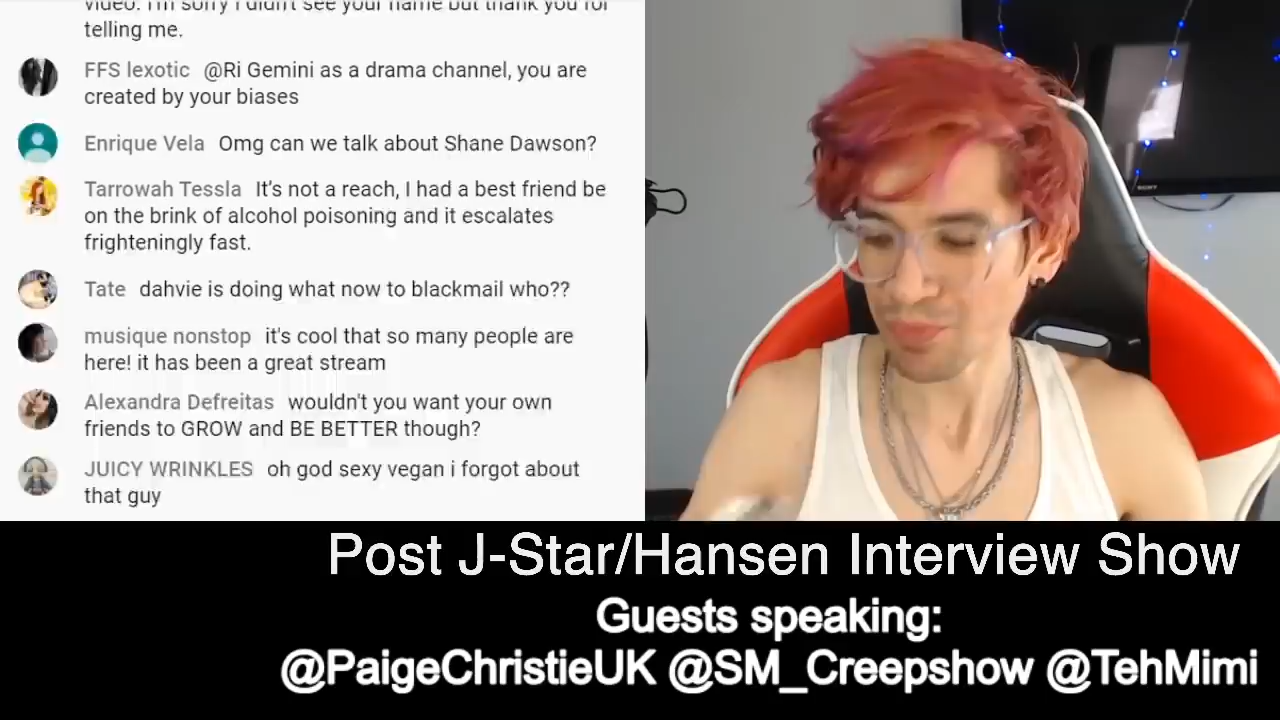 video. I'm sorry I didn't see your name but thank you for
telling me.
FFS lexotic @Ri Gemini as a drama channel, you are
created by your biases
Enrique Vela Omg can we talk about Shane Dawson?
Tarrowah Tessla It's not a reach, I had a best friend be
on the brink of alcohol poisoning and it escalates
frighteningly fast.
Tate dahvie is doing what now to blackmail who??
musique nonstop it's cool that so many people are
here! it has been a great stream
Alexandra Defreitas wouldn't you want your own
friends to GROW and BE BETTER though?
JUICY WRINKLES oh god sexy vegan i forgot about
that guy
SONY
Post J-Star/Hansen Interview Show
Guests speaking:
@PaigeChristieUK @SM_Creepshow @TehMimi